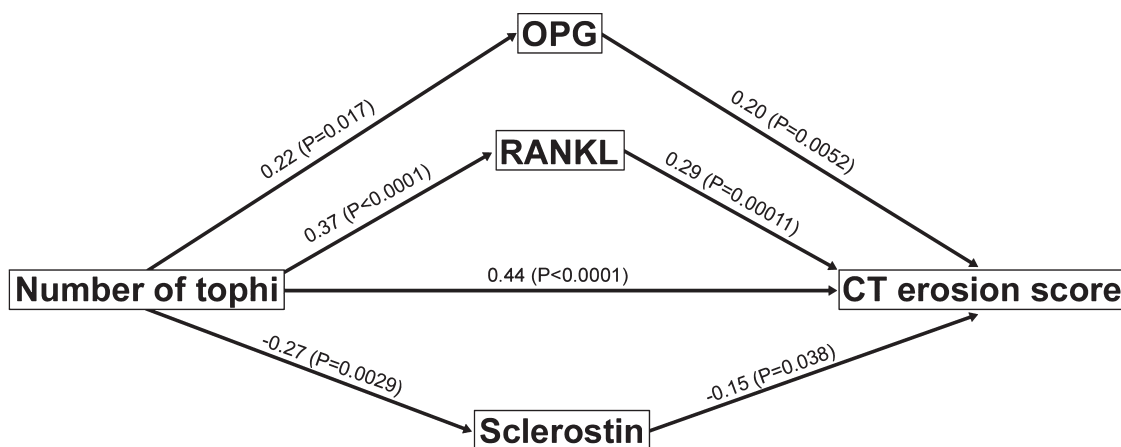 OPG
0.22 (P=0.017)
0.20 (P=0.0052)
RANKL
0.37 (P<0.0001)
0.29 (P=0.00011)
Number of tophi
0.44 (P<0.0001)
CT erosion score
-0.27 (P=0.0029)
-0.15 (P=0.038)
Sclerostin